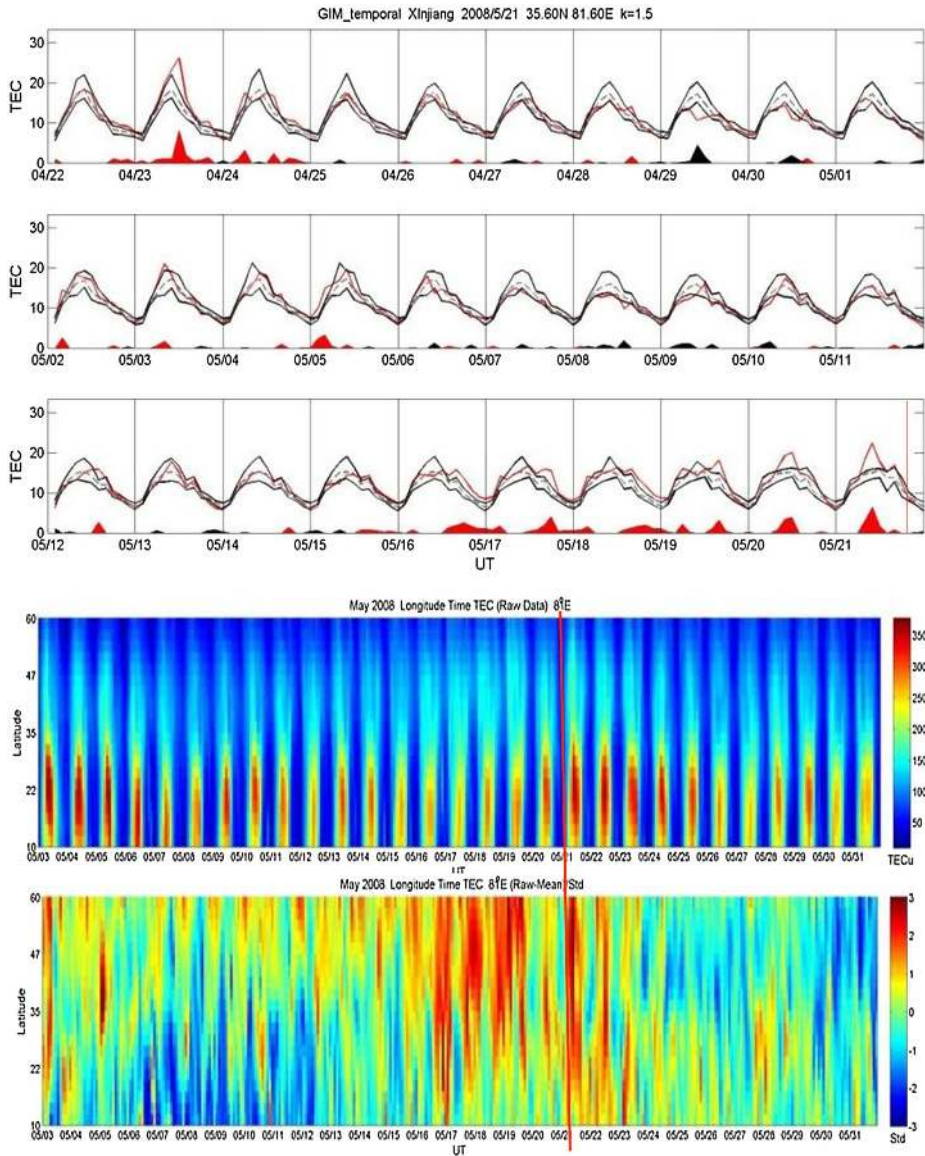 GIM_temporal XInjiang 2008/5/21 35.60N 81.60E k=1.5
30
20
10
0
TEC
04/22 04/23 04/24 04/25 04/26 04/27 04/28 04/29 04/30 05/01
30
20
10
0
TEC
05/02 05/03 05/04 05/05 05/06 05/07 05/08 05/09 05/10 05/11
30
20
10
0
TEC
05/12 05/13 05/14 05/15 05/16 05/17 05/18 05/19 05/20 05/21
UT
May 2008 Longitude Time TEC (Raw Data)
60
47
35
22
10
Latitude
05/03 05/04 05/05 05/06 05/07 05/08 05/09 05/10 05/11 05/12 05/13 05/14 05/15 05/16 05/17 05/18 05/19 05/20 05/21 05/22 05/23 05/24 05/25 05/26 05/27 05/28 05/29 05/30 05/31
UT
350
300
250
200
150
100
50
TECu
May 2008 Longitude Time TEC (Raw-Mean)/Std
60
47
35
22
10
Latitude
05/03 05/04 05/05 05/06 05/07 05/08 05/09 05/10 05/11 05/12 05/13 05/14 05/15 05/16 05/17 05/18 05/19 05/20 05/22 05/23 05/24 05/25 05/26 05/27 05/28 05/29 05/30 05/31
UT
3
2
1
0
-1
-2
-3
Std